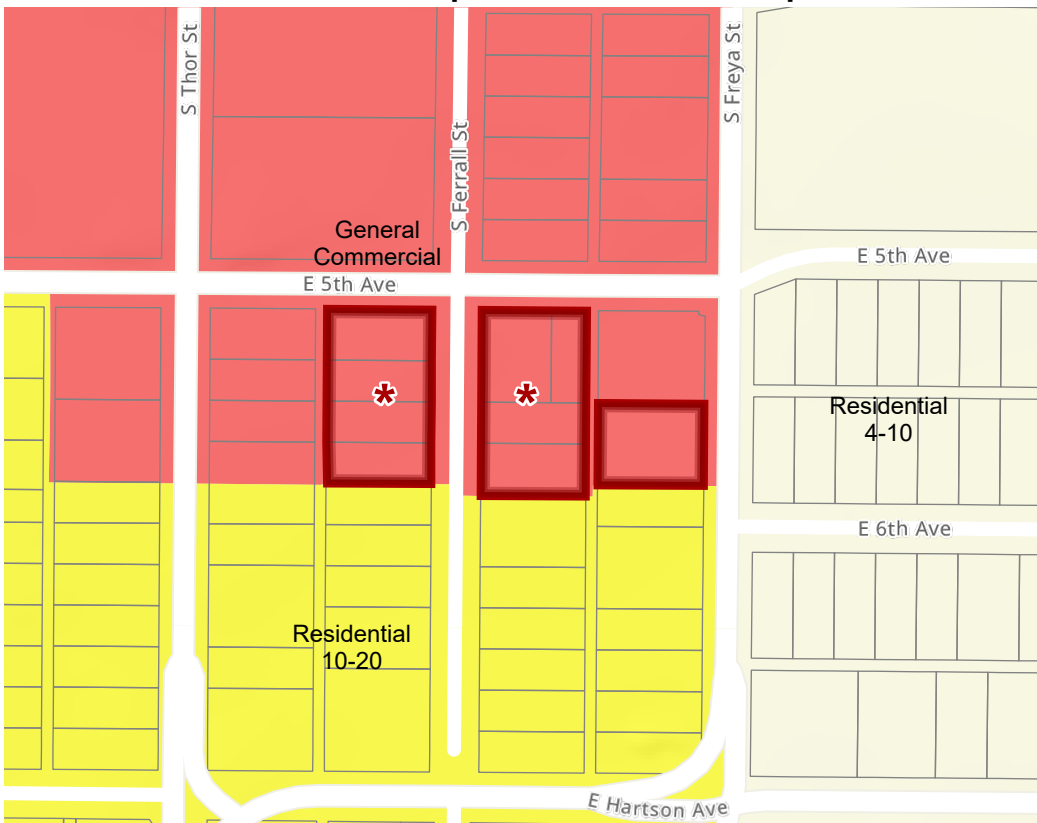 S Thor St
S Ferrall St
S Freya St
General
Commercial
E 5th Ave
E 5th Ave
*
*
Residential
4-10
E 6th Ave
Residential
10-20
E Hartson Ave